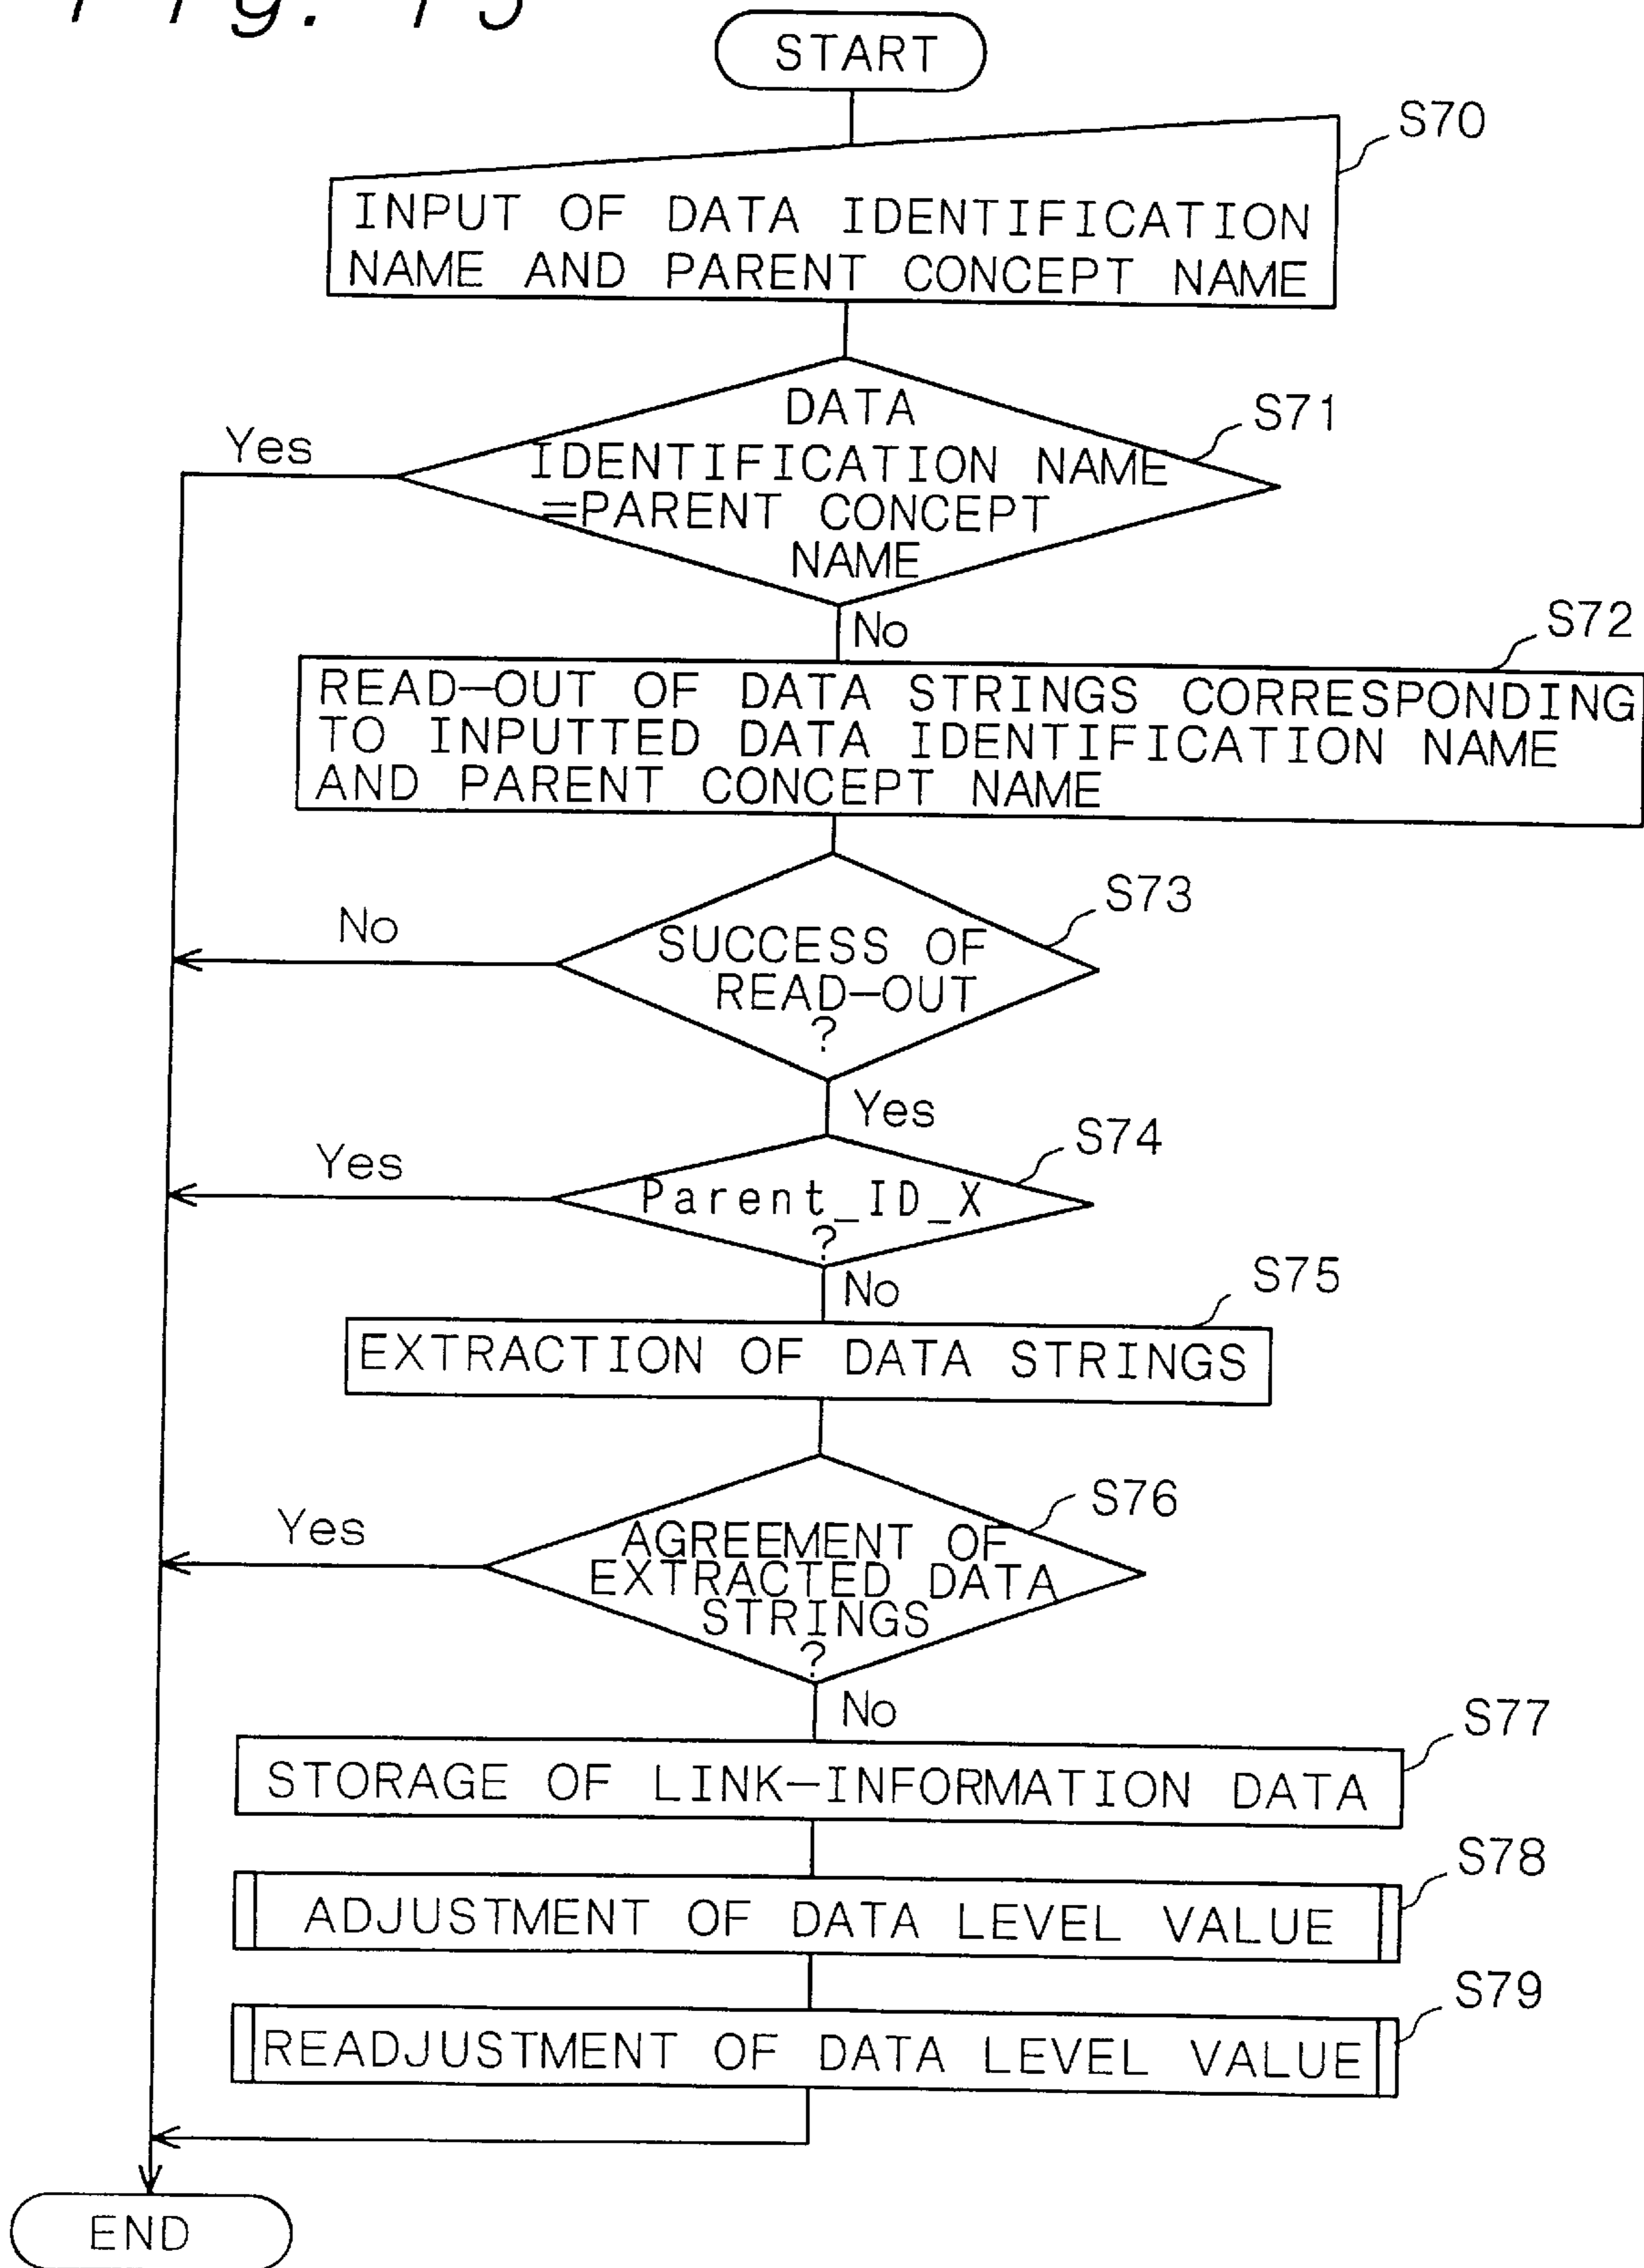 Fig. 15
START
S70
INPUT OF DATA IDENTIFICATION
NAME AND PARENT CONCEPT NAME
S71
Yes
DATA
IDENTIFICATION NAME
=PARENT CONCEPT
NAME
No
S72
READ-OUT OF DATA STRINGS CORRESPONDING
TO INPUTTED DATA IDENTIFICATION NAME
AND PARENT CONCEPT NAME
S73
No
SUCCESS OF
READ-OUT
?
Yes
S74
Yes
Parent_ID_X
?
No
S75
EXTRACTION OF DATA STRINGS
S76
Yes
AGREEMENT OF
EXTRACTED DATA
STRINGS
?
No
S77
STORAGE OF LINK-INFORMATION DATA
S78
ADJUSTMENT OF DATA LEVEL VALUE
S79
READJUSTMENT OF DATA LEVEL VALUE
END